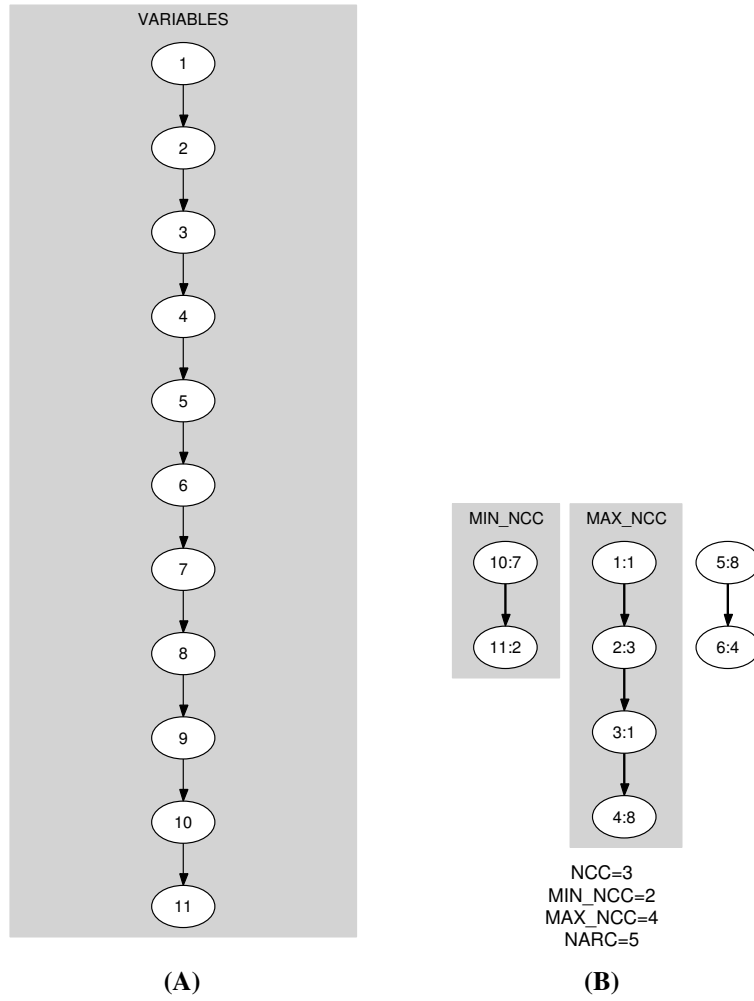 VARIABLES
1
2
3
4
5
6
7
8
9
10
11
(A)
MIN_NCC
10:7
11:2
MAX_NCC
1:1
2:3
3:1
4:8
5:8
6:4
NCC=3
MIN_NCC=2
MAX_NCC=4
NARC=5
(B)